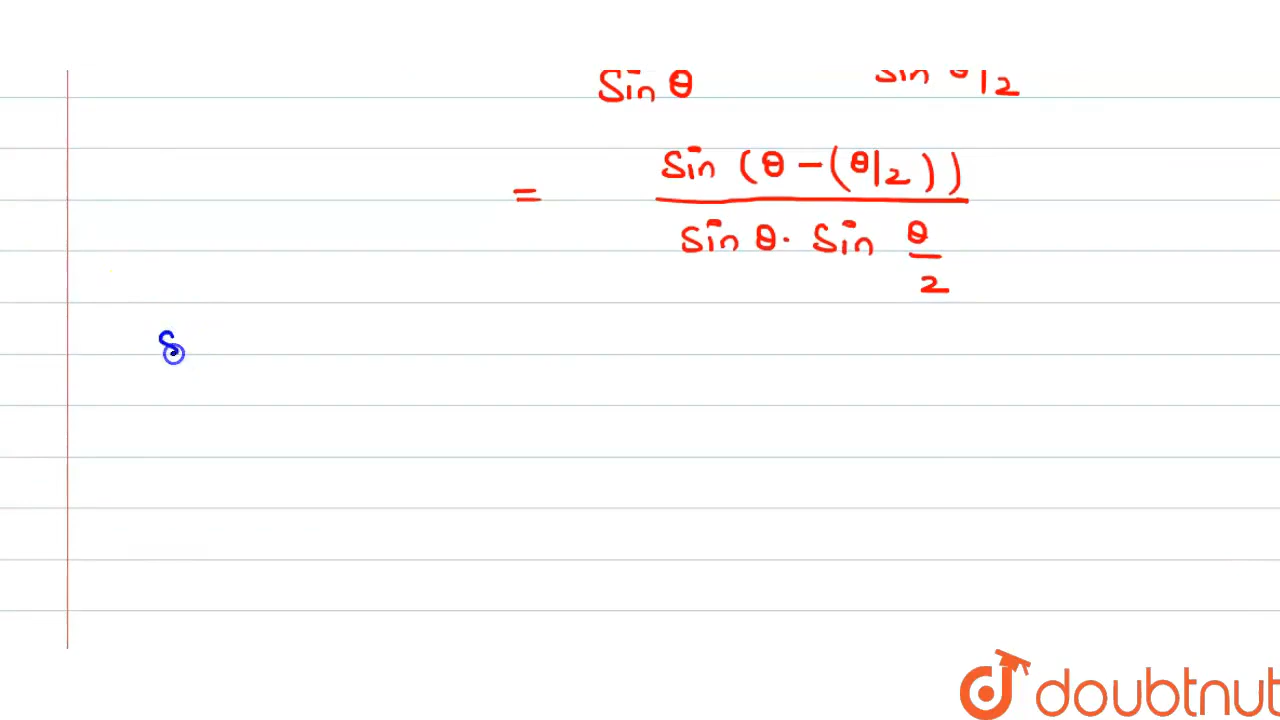 Sin θ Sin θ/2
= Sin (θ - (θ/2))
Sin θ · Sin θ
2
S
doubtnut